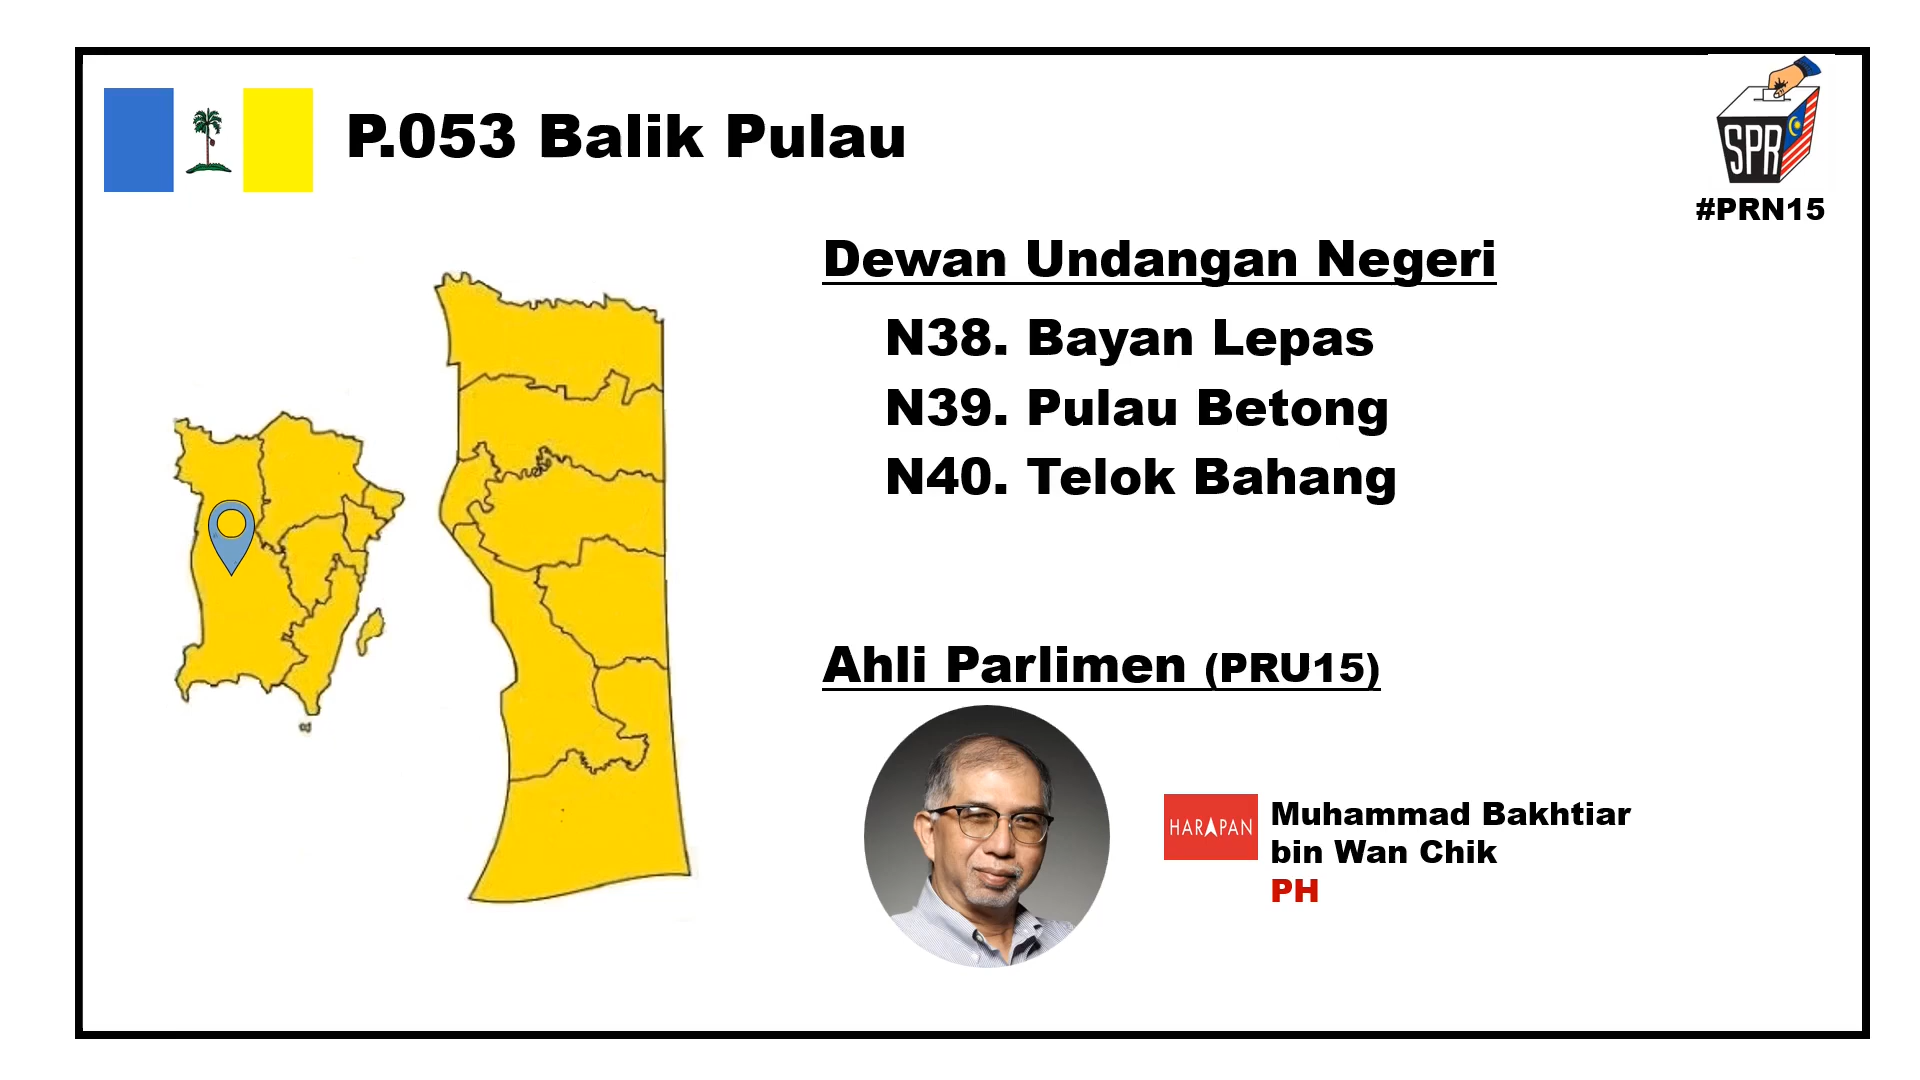 P.053 Balik Pulau
SPR
#PRN15
Dewan Undangan Negeri
N38. Bayan Lepas
N39. Pulau Betong
N40. Telok Bahang
Ahli Parlimen (PRU15)
HARAPAN
Muhammad Bakhtiar
bin Wan Chik
PH